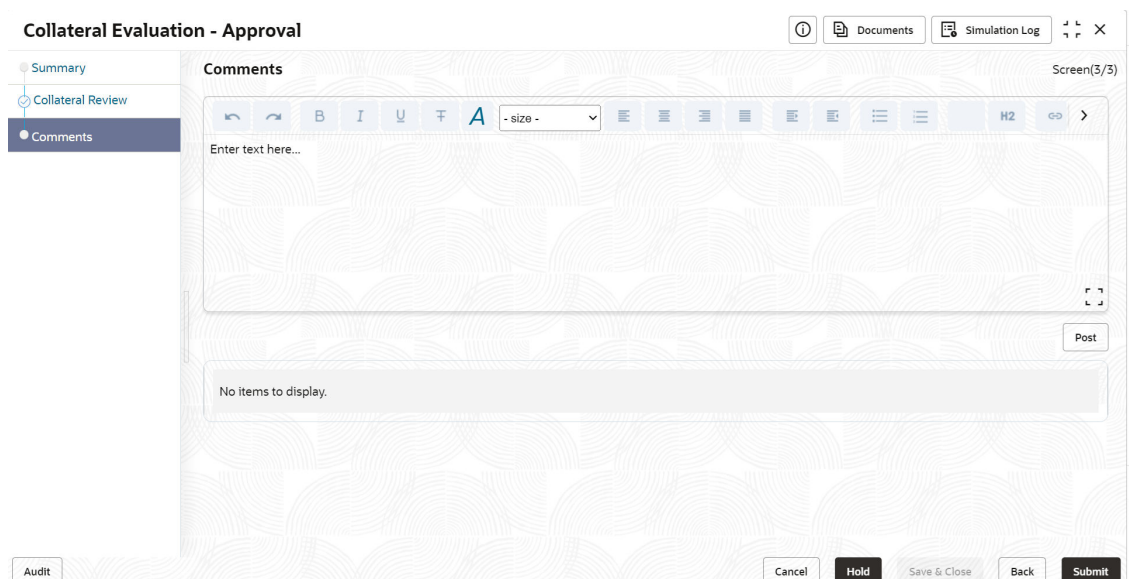 Collateral Evaluation - Approval
Documents
Simulation Log
Summary
Collateral Review
Comments
Comments
Screen(3/3)
B I U T A - size - H2
Enter text here...
Post
No items to display.
Audit
Cancel
Hold
Save & Close
Back
Submit